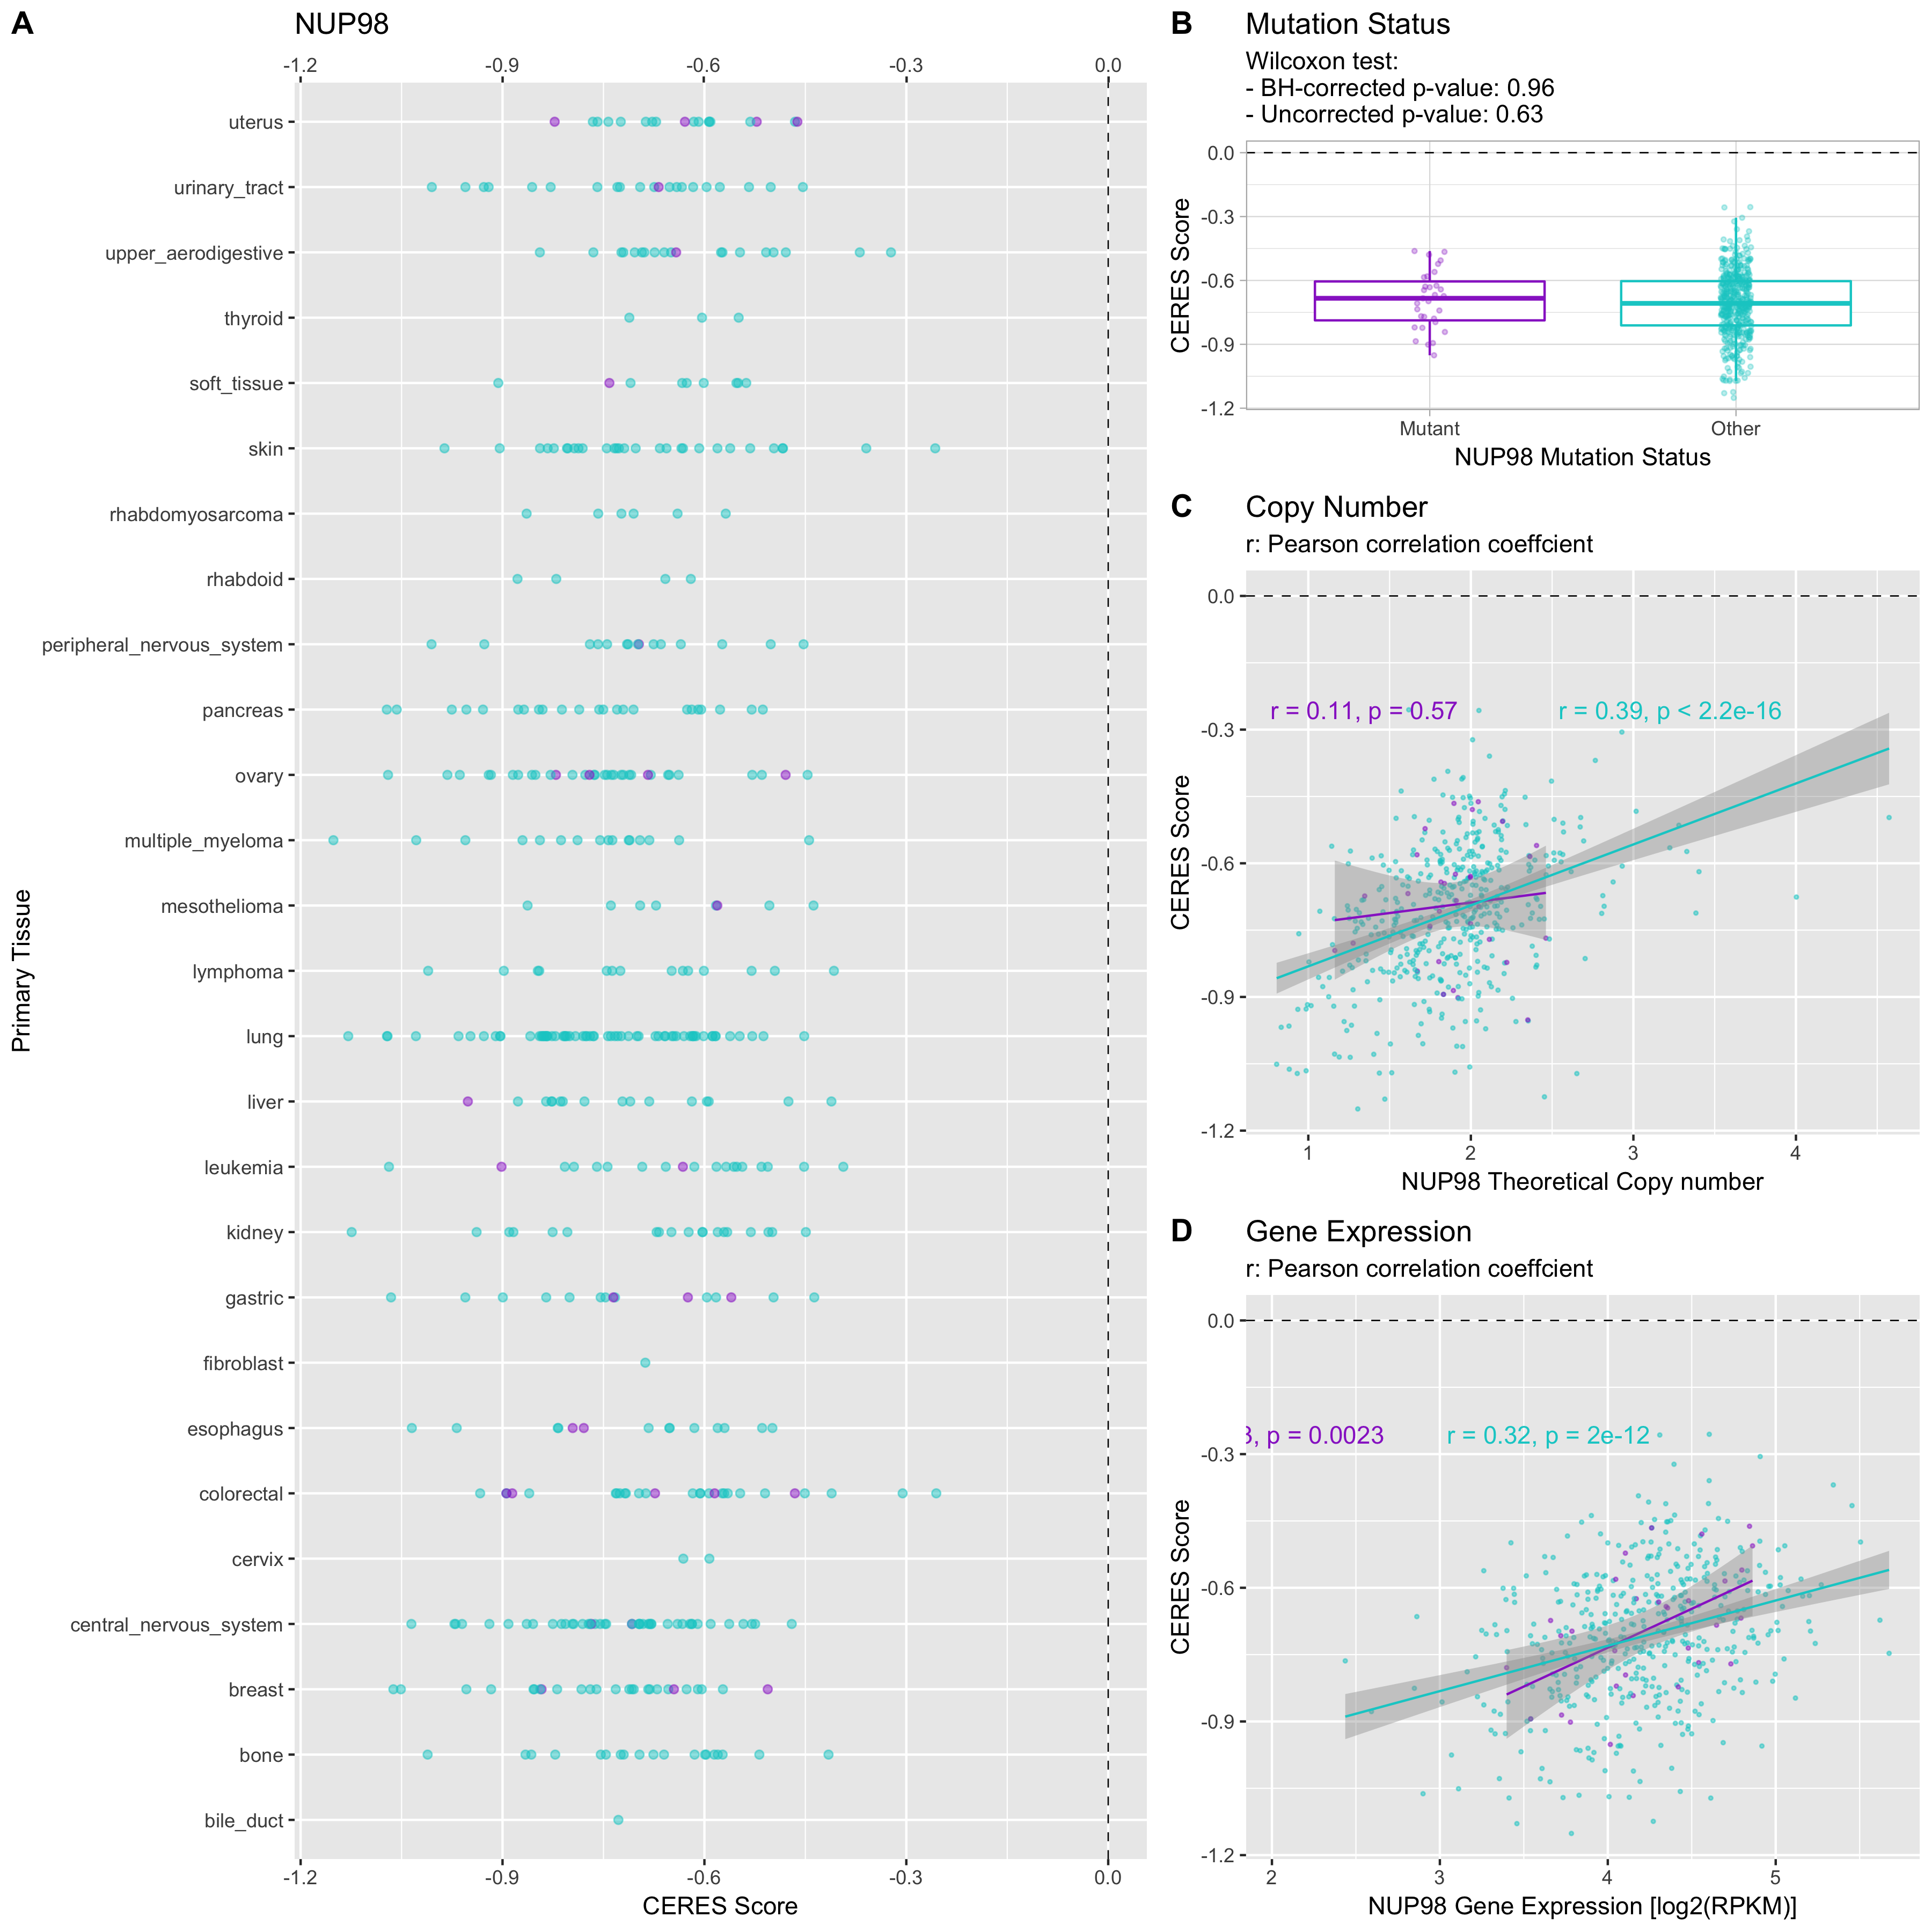 A
NUP98
-1.2 -0.9 -0.6 -0.3 0.0
uterus
urinary_tract
upper_aerodigestive
thyroid
soft_tissue
skin
rhabdomyosarcoma
rhabdoid
peripheral_nervous_system
pancreas
ovary
multiple_myeloma
mesothelioma
lymphoma
lung
liver
leukemia
kidney
gastric
fibroblast
esophagus
colorectal
cervix
central_nervous_system
breast
bone
bile_duct
Primary Tissue
-1.2 -0.9 -0.6 -0.3 0.0
CERES Score
B
Mutation Status
Wilcoxon test:
- BH-corrected p-value: 0.96
- Uncorrected p-value: 0.63
0.0
-0.3
-0.6
-0.9
-1.2
CERES Score
Mutant Other
NUP98 Mutation Status
C
Copy Number
r: Pearson correlation coeffcient
0.0
-0.3
-0.6
-0.9
-1.2
CERES Score
r = 0.11, p = 0.57 r = 0.39, p < 2.2e-16
1 2 3 4
NUP98 Theoretical Copy number
D
Gene Expression
r: Pearson correlation coeffcient
0.0
-0.3
-0.6
-0.9
-1.2
CERES Score
, p = 0.0023 r = 0.32, p = 2e-12
2 3 4 5
NUP98 Gene Expression [log2(RPKM)]